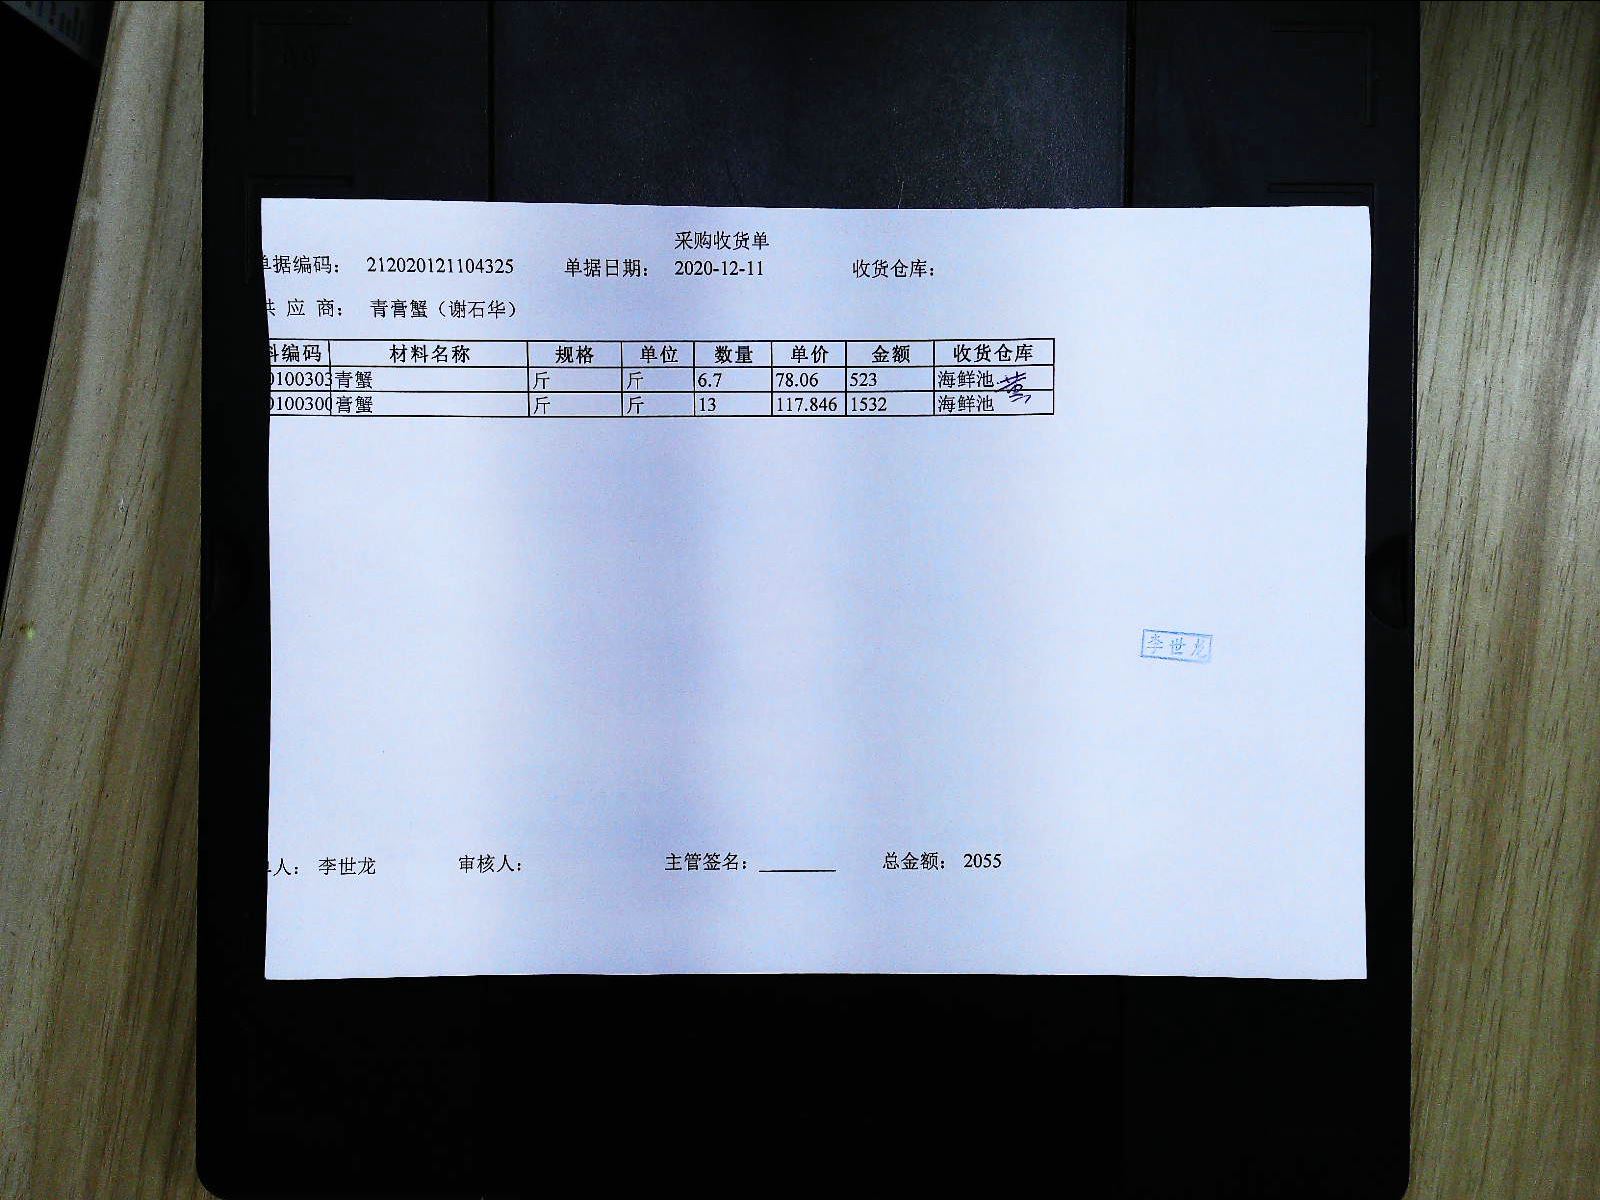 采购收货单
单据编码： 212020121104325 单据日期： 2020-12-11 收货仓库：
供 应 商： 青膏蟹（谢石华）
料编码 材料名称 规格 单位 数量 单价 金额 收货仓库
0100303 青蟹 斤 斤 6.7 78.06 523 海鲜池
0100300 膏蟹 斤 斤 13 117.846 1532 海鲜池
李世龙
人： 李世龙 审核人： 主管签名： 总金额： 2055